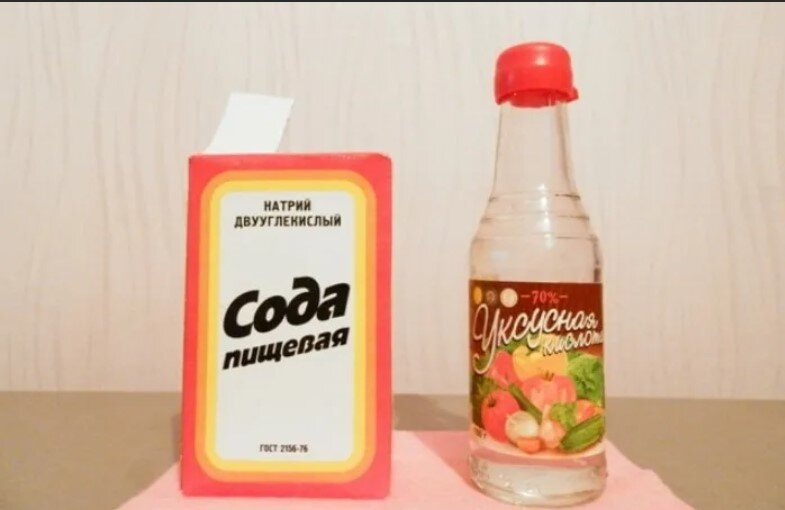 НАТРИЙ
ДВУУГЛЕКИСЛЫЙ
Сода
пищевая
ГОСТ 2156-76
-70%-
Уксусная
кислота